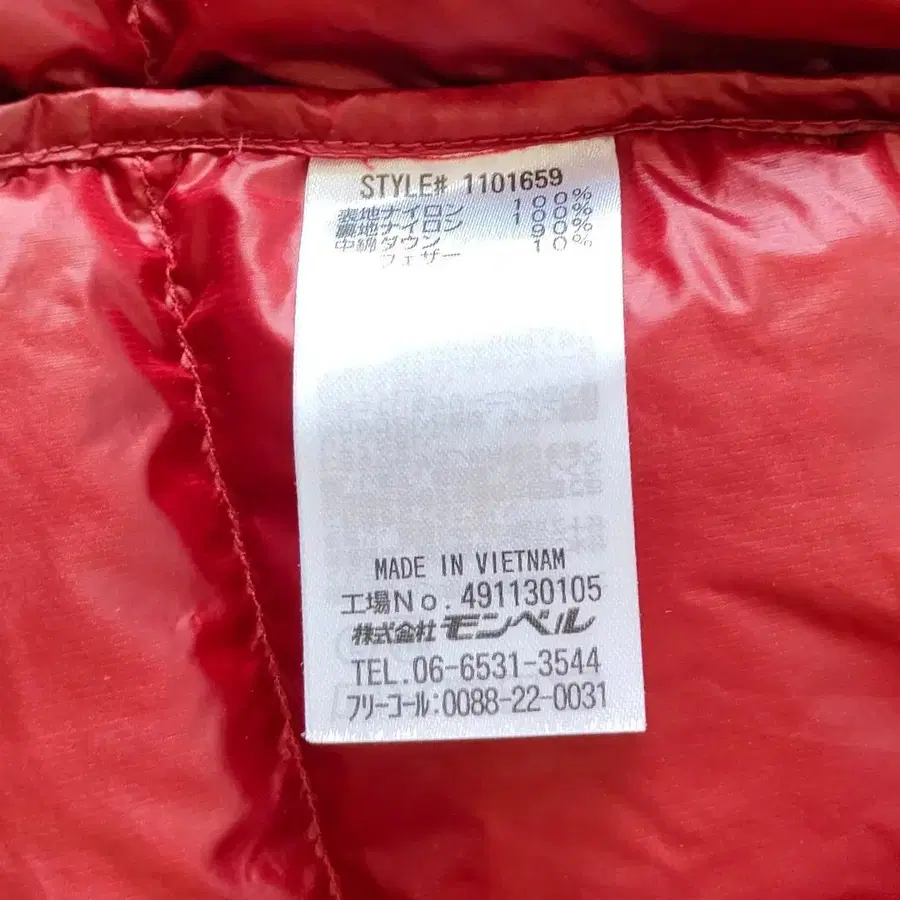 STYLE# 1101659
表地ナイロン 100%
裏地ナイロン 100%
中綿ダウン 90%
フェザー 10%
MADE IN VIETNAM
工場No. 491130105
株式会社モンベル
TEL.06-6531-3544
フリーコール:0088-22-0031